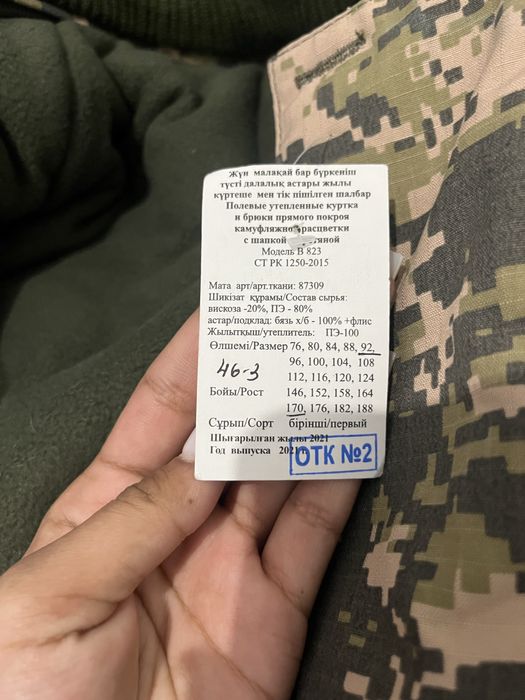 Жүн малақай бар бүркеніш
түсті далалық астары жылы
күртеше мен тік пішілген шалбар
Полевые утепленные куртка
и брюки прямого покроя
камуфляжно расцветки
с шапкой тяной
Модель В 823
СТ РК 1250-2015
Мата арт/арт.ткани: 87309
Шикізат құрамы/Состав сырья:
вискоза -20%, ПЭ - 80%
астар/подклад: бязь х/б - 100% +флис
Жылытқыш/утеплитель: ПЭ-100
Өлшемі/Размер 76, 80, 84, 88, 92,
96, 100, 104, 108
46-3
112, 116, 120, 124
Бойы/Рост 146, 152, 158, 164
170, 176, 182, 188
Сұрып/Сорт бірінші/первый
Шығарылған жылы 2021
Год выпуска 2021 г.
ОТК №2